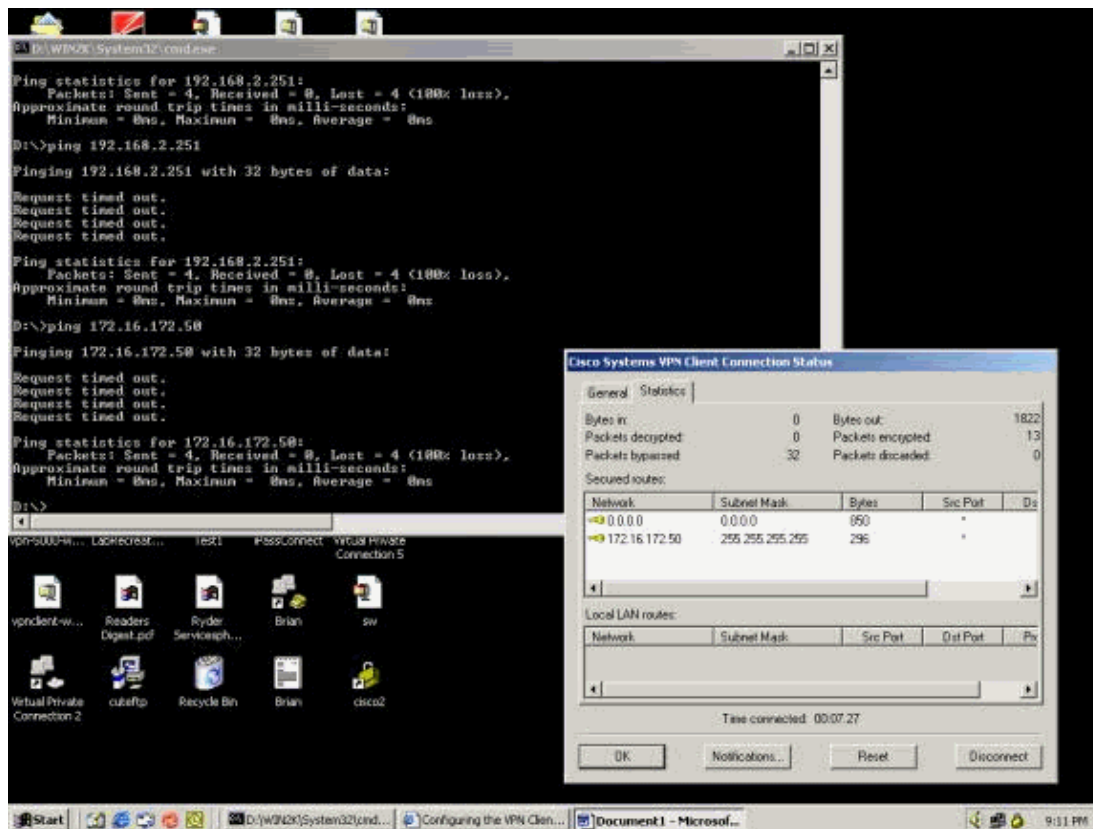 D:\WIN2K\System32\cmd.exe
Ping statistics for 192.168.2.251:
Packets: Sent = 4, Received = 0, Lost = 4 (100% loss),
Approximate round trip times in milli-seconds:
Minimum = 0ms, Maximum = 0ms, Average = 0ms
D:\>ping 192.168.2.251
Pinging 192.168.2.251 with 32 bytes of data:
Request timed out.
Request timed out.
Request timed out.
Request timed out.
Ping statistics for 192.168.2.251:
Packets: Sent = 4, Received = 0, Lost = 4 (100% loss),
Approximate round trip times in milli-seconds:
Minimum = 0ms, Maximum = 0ms, Average = 0ms
D:\>ping 172.16.172.50
Pinging 172.16.172.50 with 32 bytes of data:
Request timed out.
Request timed out.
Request timed out.
Request timed out.
Ping statistics for 172.16.172.50:
Packets: Sent = 4, Received = 0, Lost = 4 (100% loss),
Approximate round trip times in milli-seconds:
Minimum = 0ms, Maximum = 0ms, Average = 0ms
D:\>
Cisco Systems VPN Client Connection Status
General Statistics
Bytes in: 0 Bytes out: 1822
Packets decrypted: 0 Packets encrypted: 13
Packets bypassed: 32 Packets discarded: 0
Secured routes:
Network Subnet Mask Bytes Src Port Ds
0.0.0.0 0.0.0.0 850 *
172.16.172.50 255.255.255.255 296 *
Local LAN routes:
Network Subnet Mask Src Port Dst Port
Time connected: 00:07:27
OK Notifications... Reset Disconnect
vpn-5000-w... LabRecreat... Test1 iPassConnect Virtual Private
Connection 5
vpnclient-w... Readers Ryder Brian sw
Digest.pcf Servicesph...
Virtual Private cuteftp Recycle Bin Brian cisco2
Connection 2
Start D:\WIN2K\System32\cmd... Configuring the VPN Clien... Document1 - Microsof... 9:11 PM